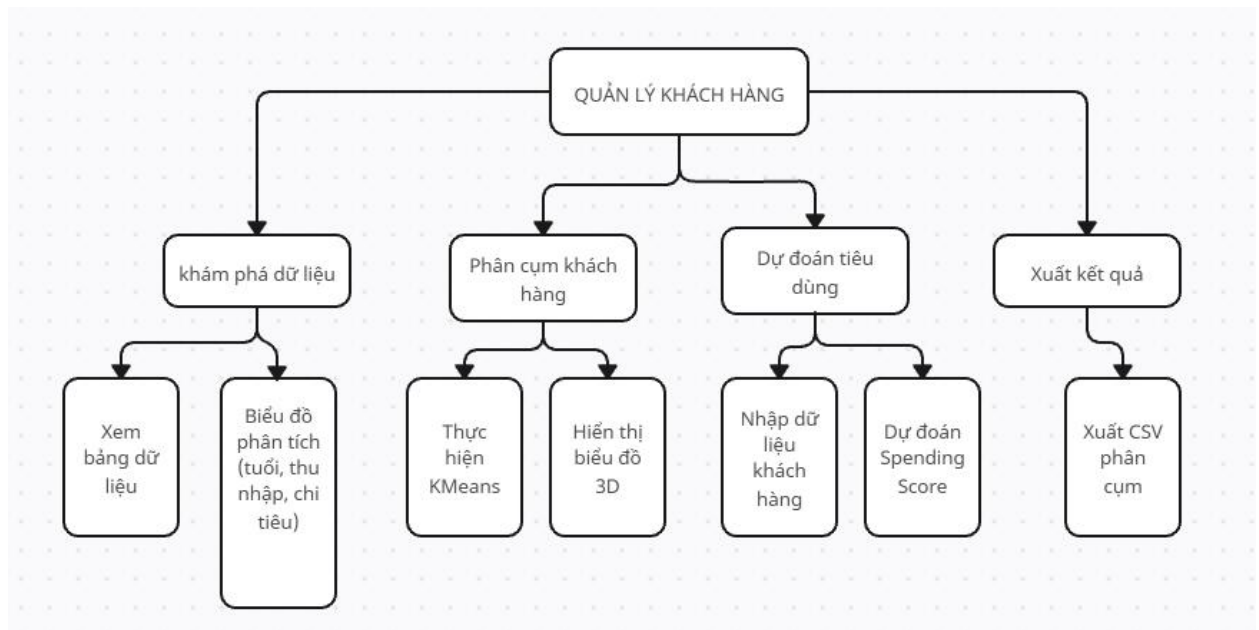 QUẢN LÝ KHÁCH HÀNG
khám phá dữ liệu
Phân cụm khách
hàng
Dự đoán tiêu
dùng
Xuất kết quả
Xem
bảng dữ
liệu
Biểu đồ
phân tích
(tuổi, thu
nhập, chi
tiêu)
Thực
hiện
KMeans
Hiển thị
biểu đồ
3D
Nhập dữ
liệu
khách
hàng
Dự đoán
Spending
Score
Xuất CSV
phân
cụm